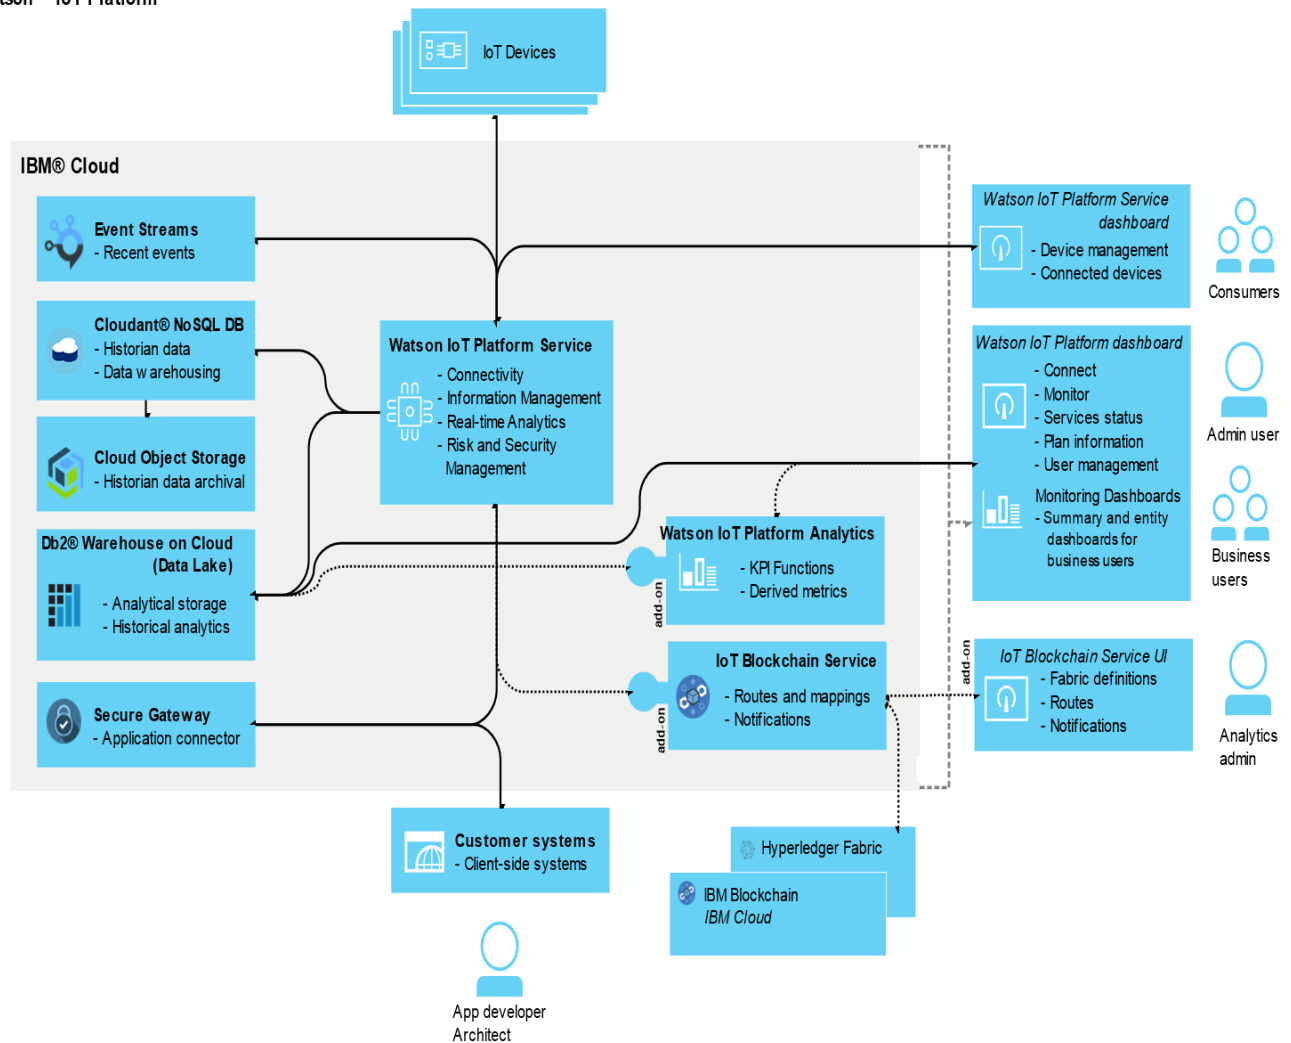 IoT Platform
IoT Devices
IBM® Cloud
Event Streams
- Recent events
Cloudant® NoSQL DB
- Historian data
- Data warehousing
Cloud Object Storage
- Historian data archival
Db2® Warehouse on Cloud
(Data Lake)
- Analytical storage
- Historical analytics
Secure Gateway
- Application connector
Watson IoT Platform Service
- Connectivity
- Information Management
- Real-time Analytics
- Risk and Security
Management
Watson IoT Platform Analytics
- KPI Functions
- Derived metrics
add-on
IoT Blockchain Service
- Routes and mappings
- Notifications
add-on
Customer systems
- Client-side systems
App developer
Architect
Hyperledger Fabric
IBM Blockchain
IBM Cloud
Watson IoT Platform Service
dashboard
- Device management
- Connected devices
Consumers
Watson IoT Platform dashboard
- Connect
- Monitor
- Services status
- Plan information
- User management
Monitoring Dashboards
- Summary and entity
dashboards for
business users
Admin user
Business
users
add-on
IoT Blockchain Service UI
- Fabric definitions
- Routes
- Notifications
Analytics
admin